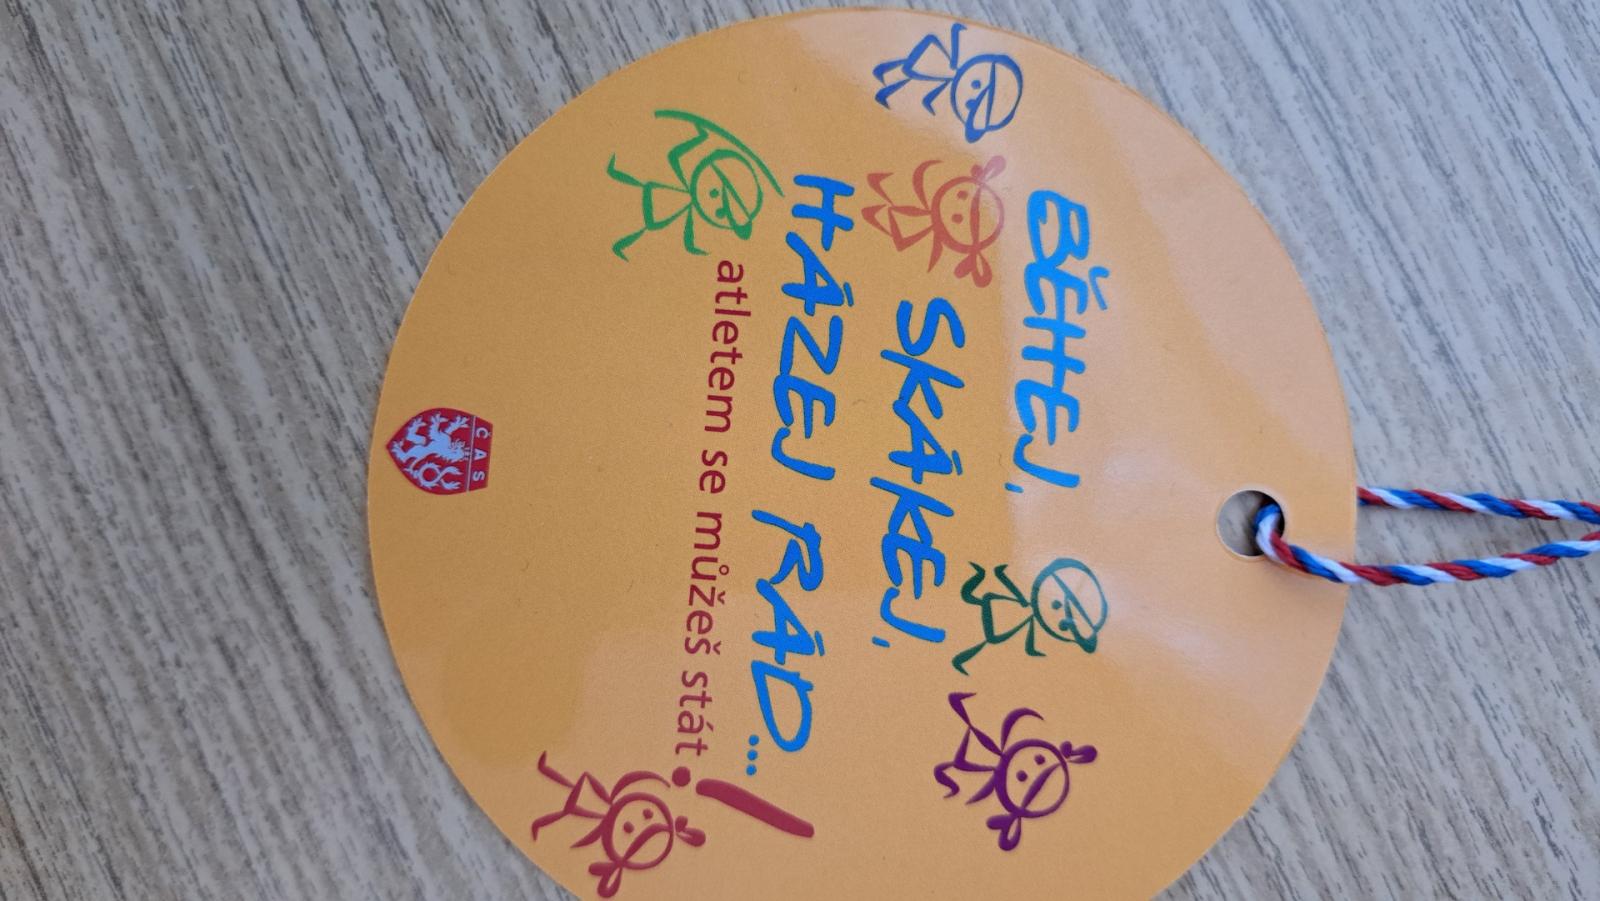 BĚHEJ,
SKÁKEJ,
HÁZEJ RÁD...
atletem se můžeš stát!
ČAS